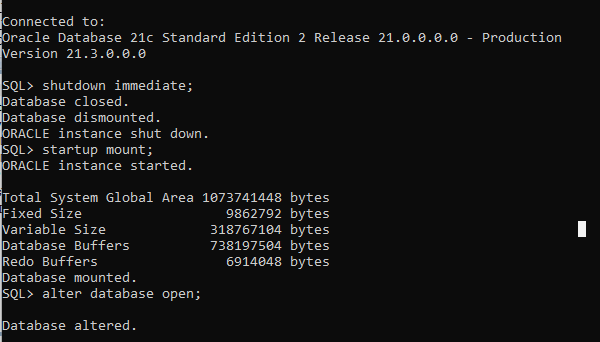 Connected to:
Oracle Database 21c Standard Edition 2 Release 21.0.0.0.0 - Production
Version 21.3.0.0.0
SQL> shutdown immediate;
Database closed.
Database dismounted.
ORACLE instance shut down.
SQL> startup mount;
ORACLE instance started.
Total System Global Area 1073741448 bytes
Fixed Size 9862792 bytes
Variable Size 318767104 bytes
Database Buffers 738197504 bytes
Redo Buffers 6914048 bytes
Database mounted.
SQL> alter database open;
Database altered.